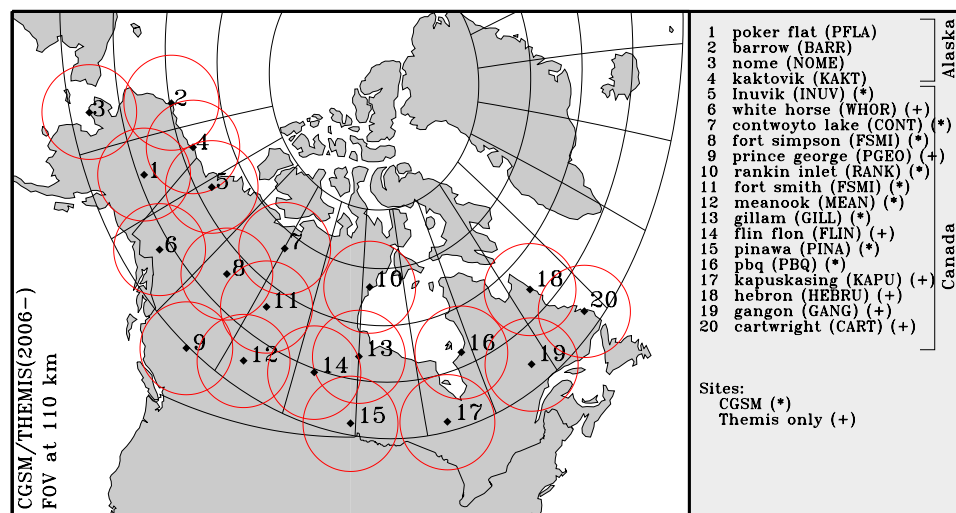 CGSM/THEMIS(2006-)
FOV at 110 km
1
2
3
4
5
6
7
8
9
10
11
12
13
14
15
16
17
18
19
20
1 poker flat (PFLA)
2 barrow (BARR)
3 nome (NOME)
4 kaktovik (KAKT)
5 Inuvik (INUV) (*)
6 white horse (WHOR) (+)
7 contwoyto lake (CONT) (*)
8 fort simpson (FSMI) (*)
9 prince george (PGEO) (+)
10 rankin inlet (RANK) (*)
11 fort smith (FSMI) (*)
12 meanook (MEAN) (*)
13 gillam (GILL) (*)
14 flin flon (FLIN) (+)
15 pinawa (PINA) (*)
16 pbq (PBQ) (*)
17 kapuskasing (KAPU) (+)
18 hebron (HEBRU) (+)
19 gangon (GANG) (+)
20 cartwright (CART) (+)
Alaska
Canada
Sites:
CGSM (*)
Themis only (+)